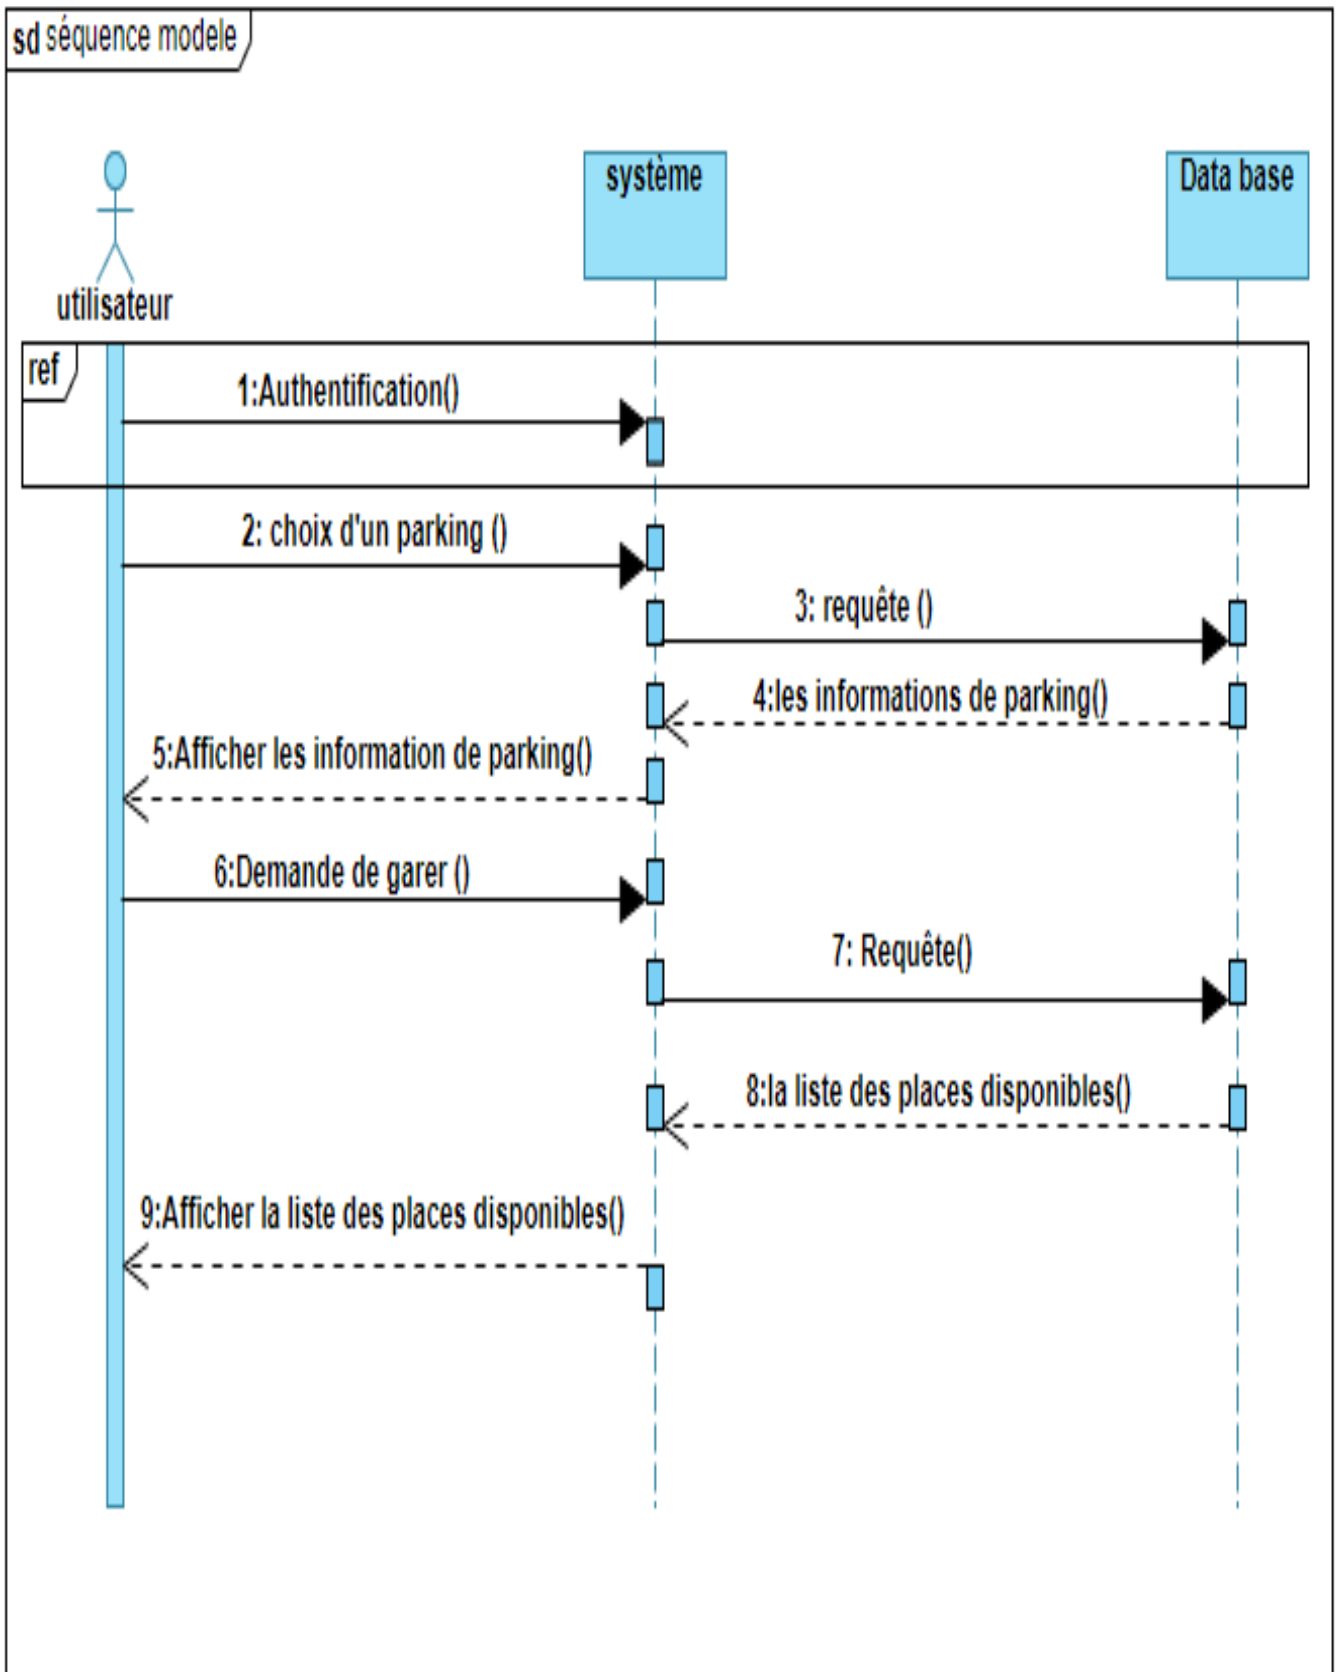 sd séquence modele
système
Data base
utilisateur
ref
1:Authentification()
2: choix d'un parking ()
3: requête ()
4:les informations de parking()
5:Afficher les information de parking()
6:Demande de garer ()
7: Requête()
8:la liste des places disponibles()
9:Afficher la liste des places disponibles()